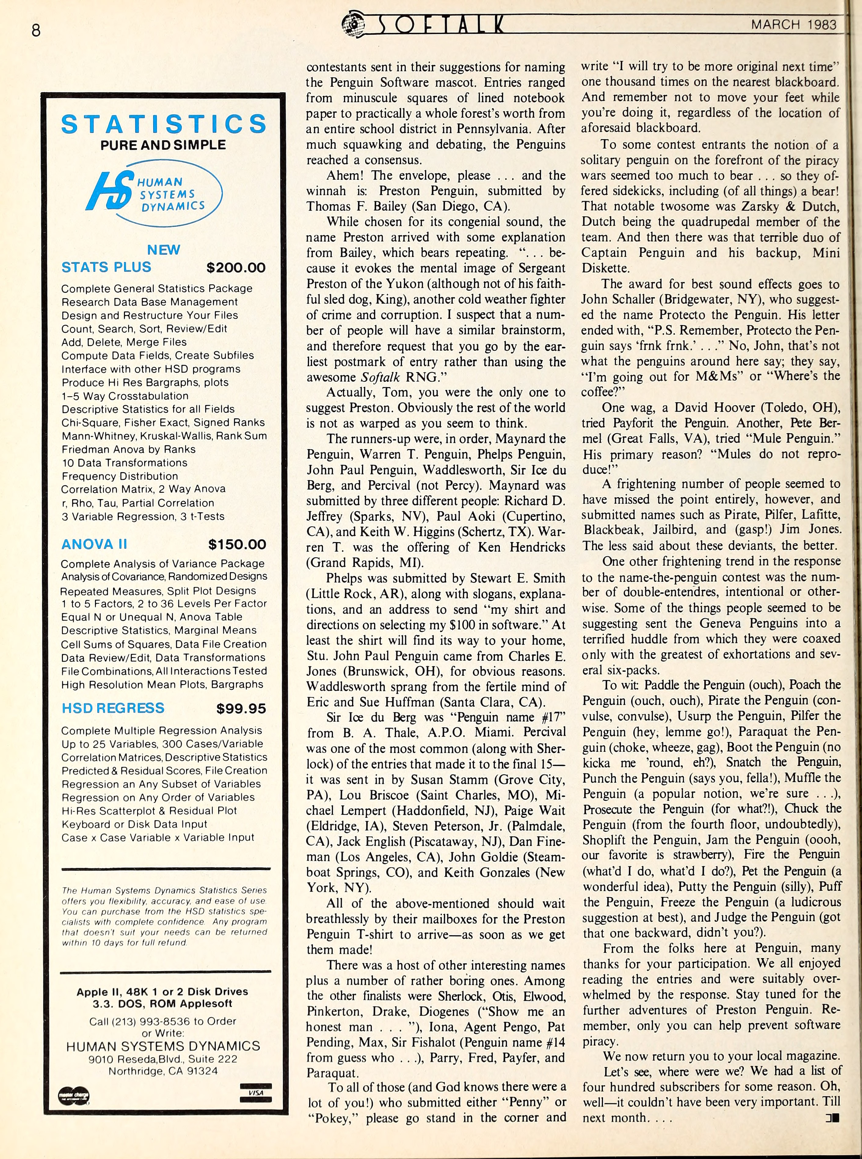 8
SOFTALK
MARCH 1983
STATISTICS
PURE AND SIMPLE
HS HUMAN
SYSTEMS
DYNAMICS
NEW
STATS PLUS $200.00
Complete General Statistics Package
Research Data Base Management
Design and Restructure Your Files
Count, Search, Sort, Review/Edit
Add, Delete, Merge Files
Compute Data Fields, Create Subfiles
Interface with other HSD programs
Produce Hi Res Bargraphs, plots
1–5 Way Crosstabulation
Descriptive Statistics for all Fields
Chi-Square, Fisher Exact, Signed Ranks
Mann-Whitney, Kruskal-Wallis, Rank Sum
Friedman Anova by Ranks
10 Data Transformations
Frequency Distribution
Correlation Matrix, 2 Way Anova
r, Rho, Tau, Partial Correlation
3 Variable Regression, 3 t-Tests
ANOVA II $150.00
Complete Analysis of Variance Package
Analysis of Covariance, Randomized Designs
Repeated Measures, Split Plot Designs
1 to 5 Factors, 2 to 36 Levels Per Factor
Equal N or Unequal N, Anova Table
Descriptive Statistics, Marginal Means
Cell Sums of Squares, Data File Creation
Data Review/Edit, Data Transformations
File Combinations, All Interactions Tested
High Resolution Mean Plots, Bargraphs
HSD REGRESS $99.95
Complete Multiple Regression Analysis
Up to 25 Variables, 300 Cases/Variable
Correlation Matrices, Descriptive Statistics
Predicted & Residual Scores, File Creation
Regression an Any Subset of Variables
Regression on Any Order of Variables
Hi-Res Scatterplot & Residual Plot
Keyboard or Disk Data Input
Case x Case Variable x Variable Input
The Human Systems Dynamics Statistics Series
offers you flexibility, accuracy, and ease of use.
You can purchase from the HSD statistics spe-
cialists with complete confidence. Any program
that doesn't suit your needs can be returned
within 10 days for full refund.
Apple II, 48K 1 or 2 Disk Drives
3.3. DOS, ROM Applesoft
Call (213) 993-8536 to Order
or Write:
HUMAN SYSTEMS DYNAMICS
9010 Reseda,Blvd., Suite 222
Northridge, CA 91324
master charge
VISA
contestants sent in their suggestions for naming
the Penguin Software mascot. Entries ranged
from minuscule squares of lined notebook
paper to practically a whole forest's worth from
an entire school district in Pennsylvania. After
much squawking and debating, the Penguins
reached a consensus.
Ahem! The envelope, please . . . and the
winnah is: Preston Penguin, submitted by
Thomas F. Bailey (San Diego, CA).
While chosen for its congenial sound, the
name Preston arrived with some explanation
from Bailey, which bears repeating. “. . . be-
cause it evokes the mental image of Sergeant
Preston of the Yukon (although not of his faith-
ful sled dog, King), another cold weather fighter
of crime and corruption. I suspect that a num-
ber of people will have a similar brainstorm,
and therefore request that you go by the ear-
liest postmark of entry rather than using the
awesome Softalk RNG.”
Actually, Tom, you were the only one to
suggest Preston. Obviously the rest of the world
is not as warped as you seem to think.
The runners-up were, in order, Maynard the
Penguin, Warren T. Penguin, Phelps Penguin,
John Paul Penguin, Waddlesworth, Sir Ice du
Berg, and Percival (not Percy). Maynard was
submitted by three different people: Richard D.
Jeffrey (Sparks, NV), Paul Aoki (Cupertino,
CA), and Keith W. Higgins (Schertz, TX). War-
ren T. was the offering of Ken Hendricks
(Grand Rapids, MI).
Phelps was submitted by Stewart E. Smith
(Little Rock, AR), along with slogans, explana-
tions, and an address to send “my shirt and
directions on selecting my $100 in software.” At
least the shirt will find its way to your home,
Stu. John Paul Penguin came from Charles E.
Jones (Brunswick, OH), for obvious reasons.
Waddlesworth sprang from the fertile mind of
Eric and Sue Huffman (Santa Clara, CA).
Sir Ice du Berg was “Penguin name #17”
from B. A. Thale, A.P.O. Miami. Percival
was one of the most common (along with Sher-
lock) of the entries that made it to the final 15—
it was sent in by Susan Stamm (Grove City,
PA), Lou Briscoe (Saint Charles, MO), Mi-
chael Lempert (Haddonfield, NJ), Paige Wait
(Eldridge, IA), Steven Peterson, Jr. (Palmdale,
CA), Jack English (Piscataway, NJ), Dan Fine-
man (Los Angeles, CA), John Goldie (Steam-
boat Springs, CO), and Keith Gonzales (New
York, NY).
All of the above-mentioned should wait
breathlessly by their mailboxes for the Preston
Penguin T-shirt to arrive—as soon as we get
them made!
There was a host of other interesting names
plus a number of rather boring ones. Among
the other finalists were Sherlock, Otis, Elwood,
Pinkerton, Drake, Diogenes (“Show me an
honest man . . . ”), Iona, Agent Pengo, Pat
Pending, Max, Sir Fishalot (Penguin name #14
from guess who . . .), Parry, Fred, Payfer, and
Paraquat.
To all of those (and God knows there were a
lot of you!) who submitted either “Penny” or
“Pokey,” please go stand in the corner and
write “I will try to be more original next time”
one thousand times on the nearest blackboard.
And remember not to move your feet while
you're doing it, regardless of the location of
aforesaid blackboard.
To some contest entrants the notion of a
solitary penguin on the forefront of the piracy
wars seemed too much to bear . . . so they of-
fered sidekicks, including (of all things) a bear!
That notable twosome was Zarsky & Dutch,
Dutch being the quadrupedal member of the
team. And then there was that terrible duo of
Captain Penguin and his backup, Mini
Diskette.
The award for best sound effects goes to
John Schaller (Bridgewater, NY), who suggest-
ed the name Protecto the Penguin. His letter
ended with, “P.S. Remember, Protecto the Pen-
guin says ‘frnk frnk.’ . . .” No, John, that's not
what the penguins around here say; they say,
“I'm going out for M&Ms” or “Where's the
coffee?”
One wag, a David Hoover (Toledo, OH),
tried Payforit the Penguin. Another, Pete Ber-
mel (Great Falls, VA), tried “Mule Penguin.”
His primary reason? “Mules do not repro-
duce!”
A frightening number of people seemed to
have missed the point entirely, however, and
submitted names such as Pirate, Pilfer, Lafitte,
Blackbeak, Jailbird, and (gasp!) Jim Jones.
The less said about these deviants, the better.
One other frightening trend in the response
to the name-the-penguin contest was the num-
ber of double-entendres, intentional or other-
wise. Some of the things people seemed to be
suggesting sent the Geneva Penguins into a
terrified huddle from which they were coaxed
only with the greatest of exhortations and sev-
eral six-packs.
To wit: Paddle the Penguin (ouch), Poach the
Penguin (ouch, ouch), Pirate the Penguin (con-
vulse, convulse), Usurp the Penguin, Pilfer the
Penguin (hey, lemme go!), Paraquat the Pen-
guin (choke, wheeze, gag), Boot the Penguin (no
kicka me 'round, eh?), Snatch the Penguin,
Punch the Penguin (says you, fella!), Muffle the
Penguin (a popular notion, we're sure . . .),
Prosecute the Penguin (for what?!), Chuck the
Penguin (from the fourth floor, undoubtedly),
Shoplift the Penguin, Jam the Penguin (oooh,
our favorite is strawberry), Fire the Penguin
(what'd I do, what'd I do?), Pet the Penguin (a
wonderful idea), Putty the Penguin (silly), Puff
the Penguin, Freeze the Penguin (a ludicrous
suggestion at best), and Judge the Penguin (got
that one backward, didn't you?).
From the folks here at Penguin, many
thanks for your participation. We all enjoyed
reading the entries and were suitably over-
whelmed by the response. Stay tuned for the
further adventures of Preston Penguin. Re-
member, only you can help prevent software
piracy.
We now return you to your local magazine.
Let's see, where were we? We had a list of
four hundred subscribers for some reason. Oh,
well—it couldn't have been very important. Till
next month. . . .